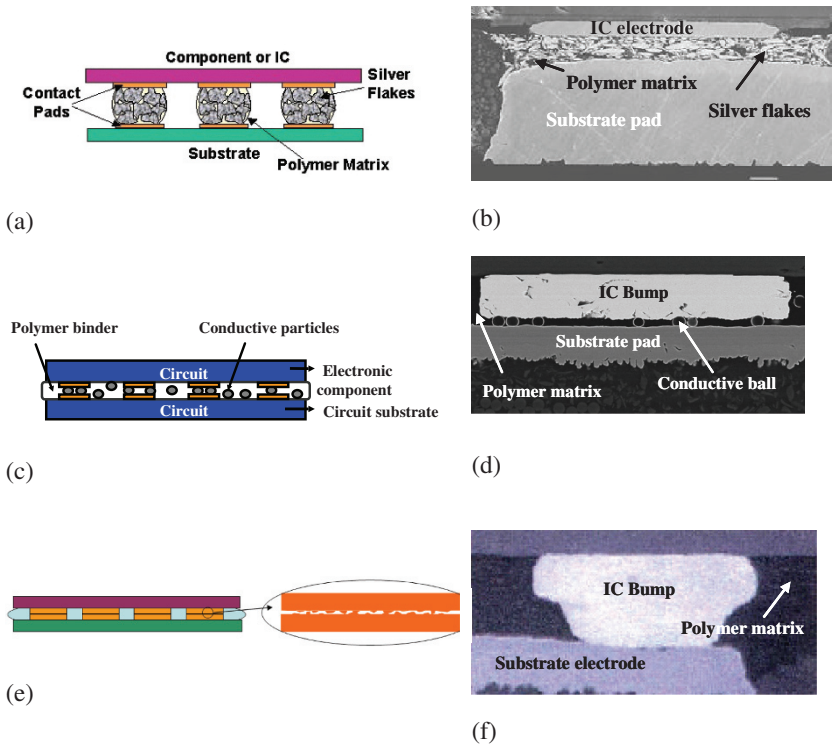 Component or IC
Contact
Pads
Silver
Flakes
Substrate
Polymer Matrix
(a)
IC electrode
Polymer matrix
Silver flakes
Substrate pad
(b)
Polymer binder
Conductive particles
Circuit
Electronic
component
Circuit
Circuit substrate
(c)
IC Bump
Substrate pad
Polymer matrix
Conductive ball
(d)
(e)
IC Bump
Polymer matrix
Substrate electrode
(f)